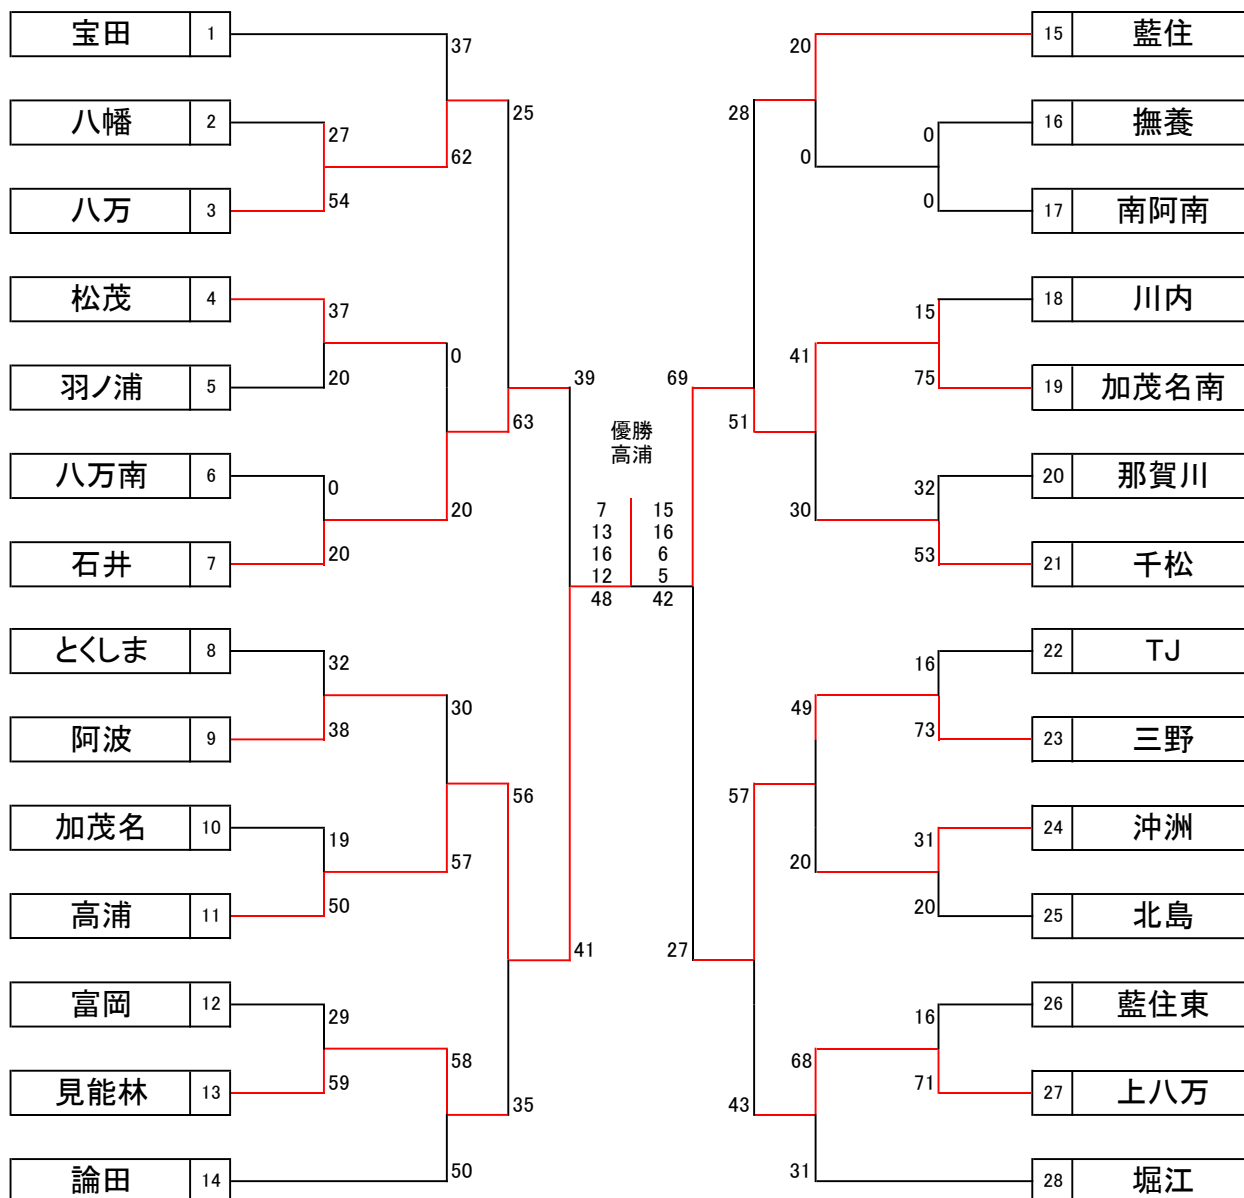 宝田 1
八幡 2
八万 3
松茂 4
羽ノ浦 5
八万南 6
石井 7
とくしま 8
阿波 9
加茂名 10
高浦 11
富岡 12
見能林 13
論田 14
37
62
27
54
25
63
37
20
0
20
0
20
32
38
30
57
19
50
56
35
29
59
58
50
39
41
優勝
高浦
7 15
13 16
16 6
12 5
48 42
69
27
28
51
20
0
0
0
41
30
15
75
32
53
57
43
49
20
16
73
31
20
68
31
16
71
15 藍住
16 撫養
17 南阿南
18 川内
19 加茂名南
20 那賀川
21 千松
22 TJ
23 三野
24 沖洲
25 北島
26 藍住東
27 上八万
28 堀江